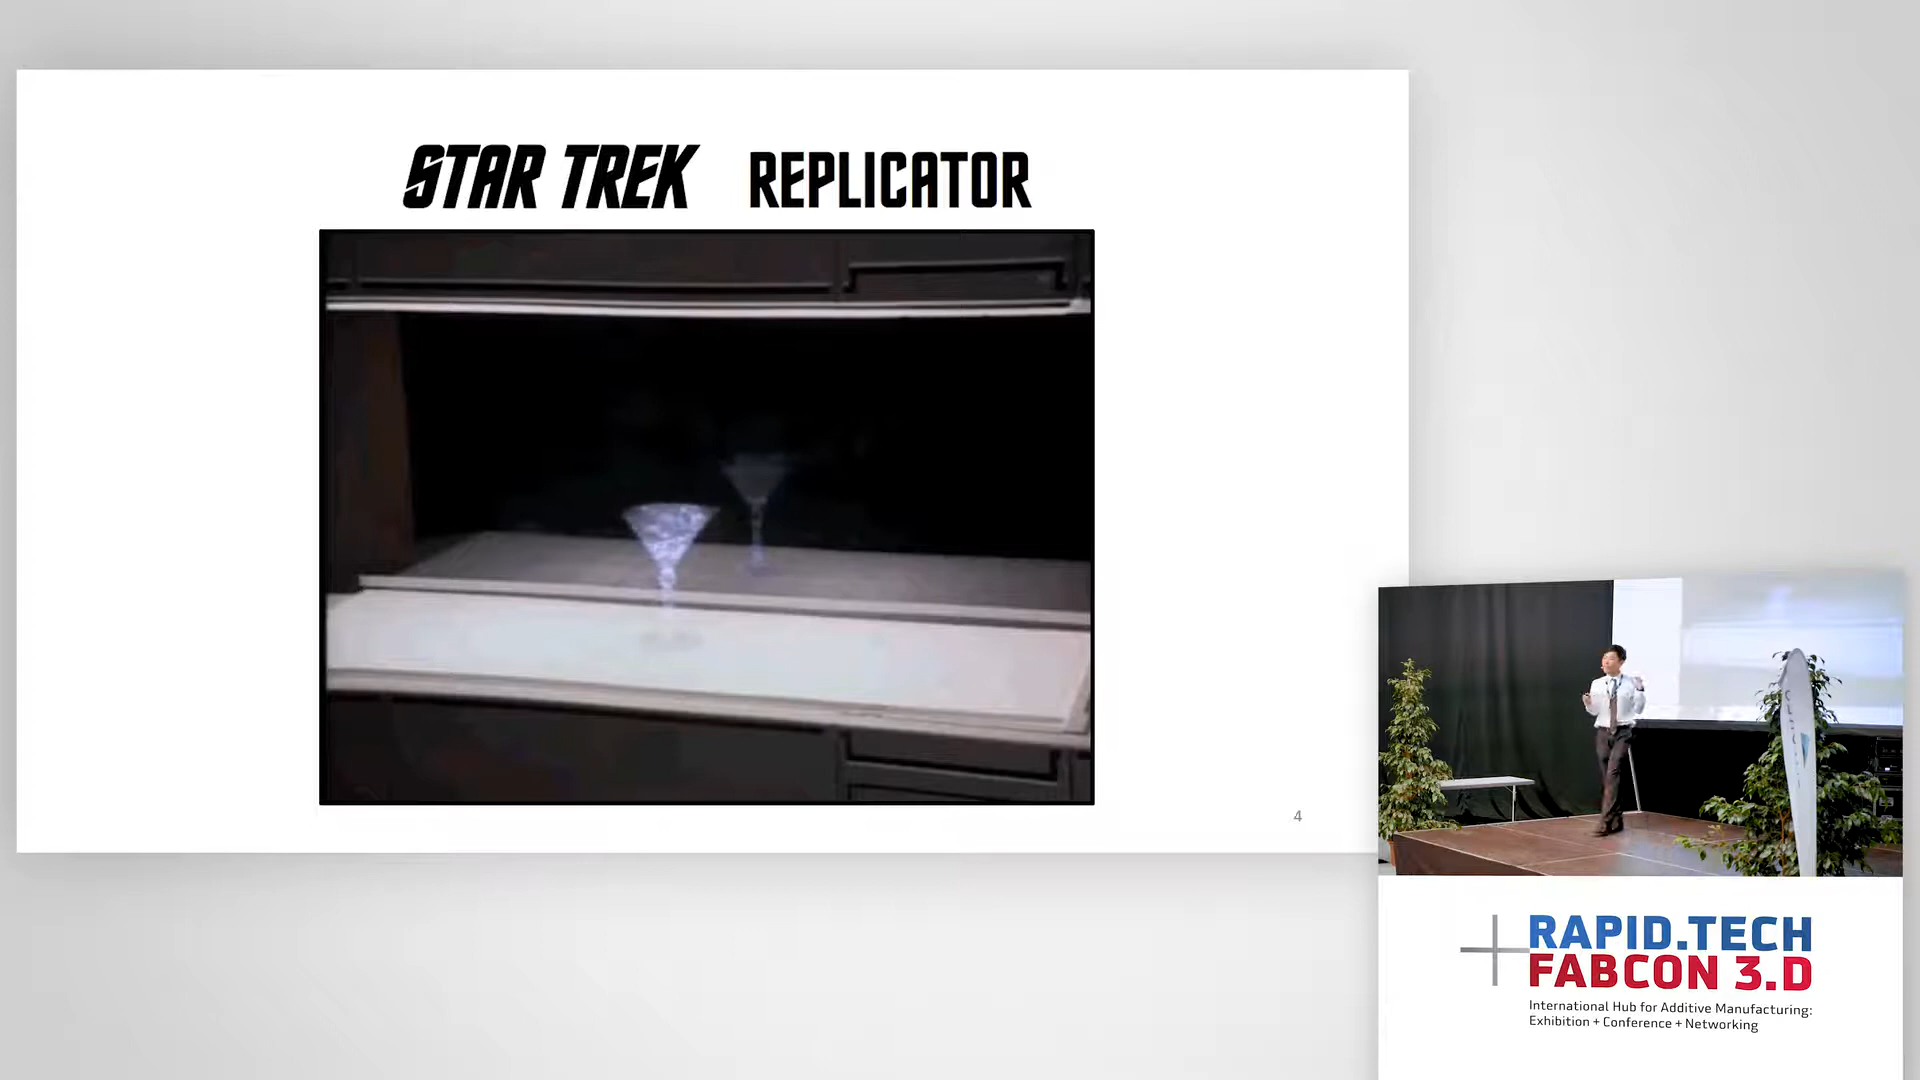 STAR TREK REPLICATOR
4
RAPID.TECH
FABCON 3.D
International Hub for Additive Manufacturing:
Exhibition + Conference + Networking